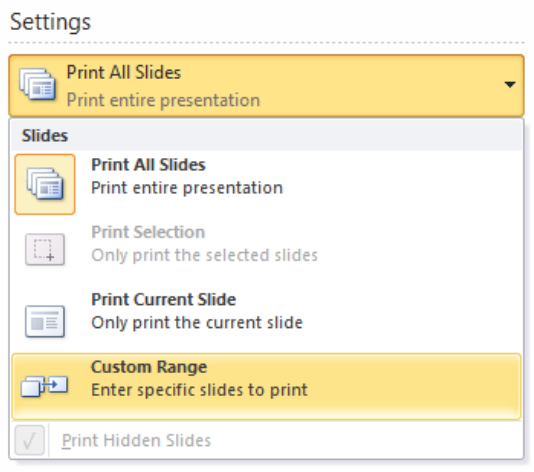 Settings
Print All Slides
Print entire presentation
Slides
Print All Slides
Print entire presentation
Print Selection
Only print the selected slides
Print Current Slide
Only print the current slide
Custom Range
Enter specific slides to print
Print Hidden Slides